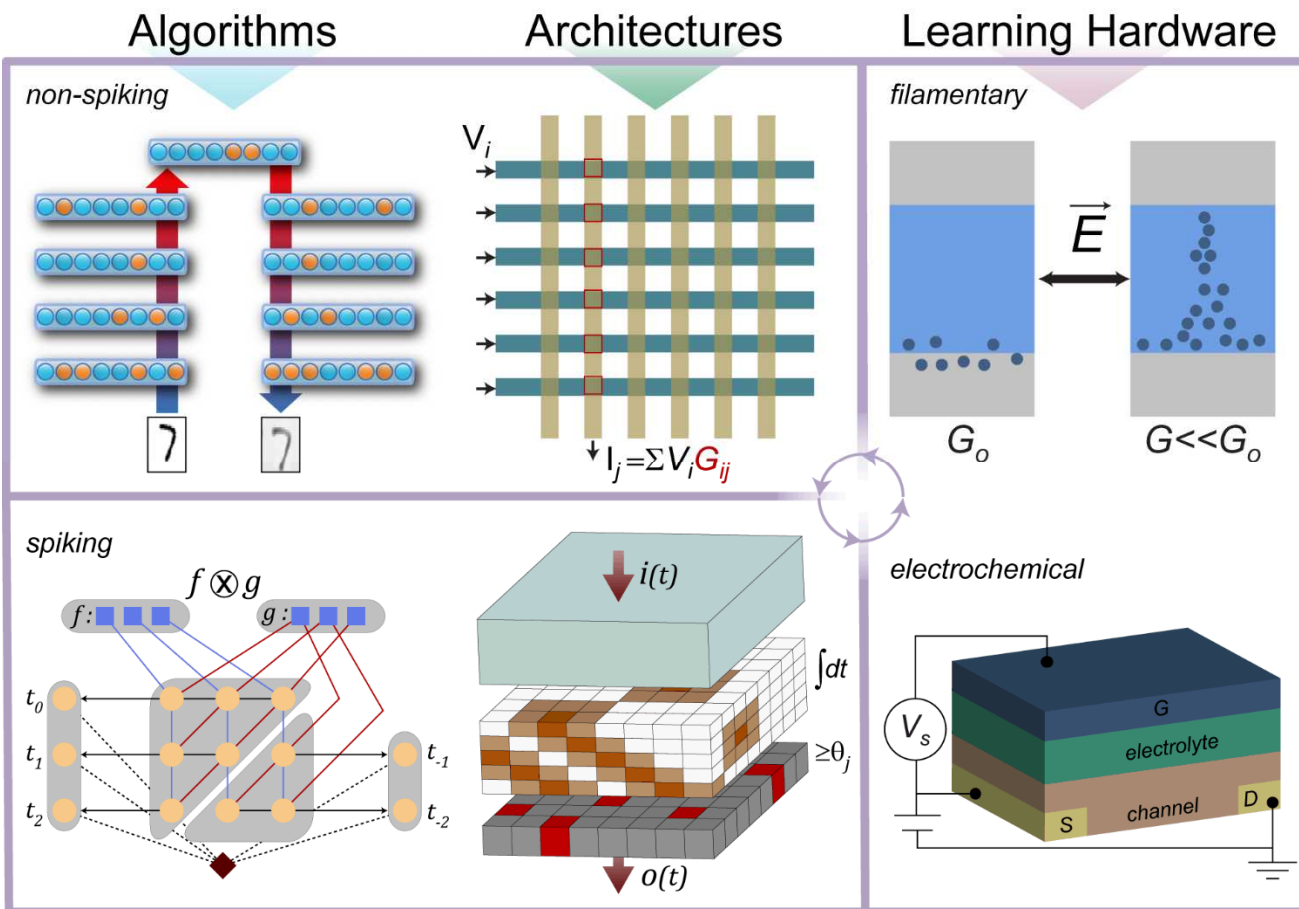 Algorithms
Architectures
Learning Hardware
non-spiking
V_i
I_j=ΣV_iG_ij
filamentary
E
G_o
G<<G_o
spiking
f ⊗ g
f:
g:
t_0
t_1
t_2
t_-1
t_-2
i(t)
∫dt
≥θ_j
o(t)
electrochemical
V_s
G
electrolyte
channel
S
D